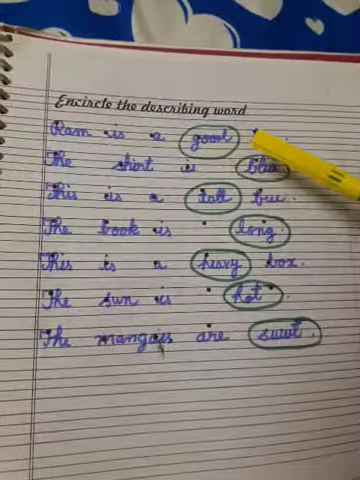 Encircle the describing word
Ram is a good
The shirt is blue
This is a tall tree.
The book is long.
This is a heavy box.
The sun is hot.
The mangoes are sweet.